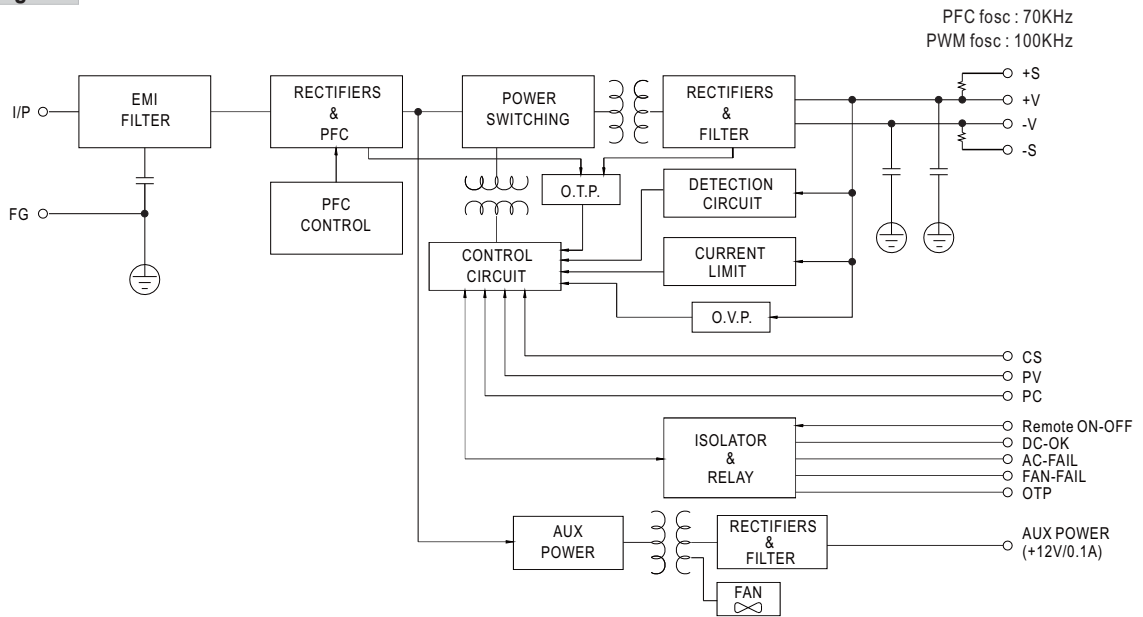 PFC fosc : 70KHz
PWM fosc : 100KHz
I/P
EMI
FILTER
RECTIFIERS
&
PFC
POWER
SWITCHING
RECTIFIERS
&
FILTER
+S
+V
-V
-S
FG
PFC
CONTROL
O.T.P.
DETECTION
CIRCUIT
CONTROL
CIRCUIT
CURRENT
LIMIT
O.V.P.
CS
PV
PC
ISOLATOR
&
RELAY
Remote ON-OFF
DC-OK
AC-FAIL
FAN-FAIL
OTP
AUX
POWER
RECTIFIERS
&
FILTER
AUX POWER
(+12V/0.1A)
FAN